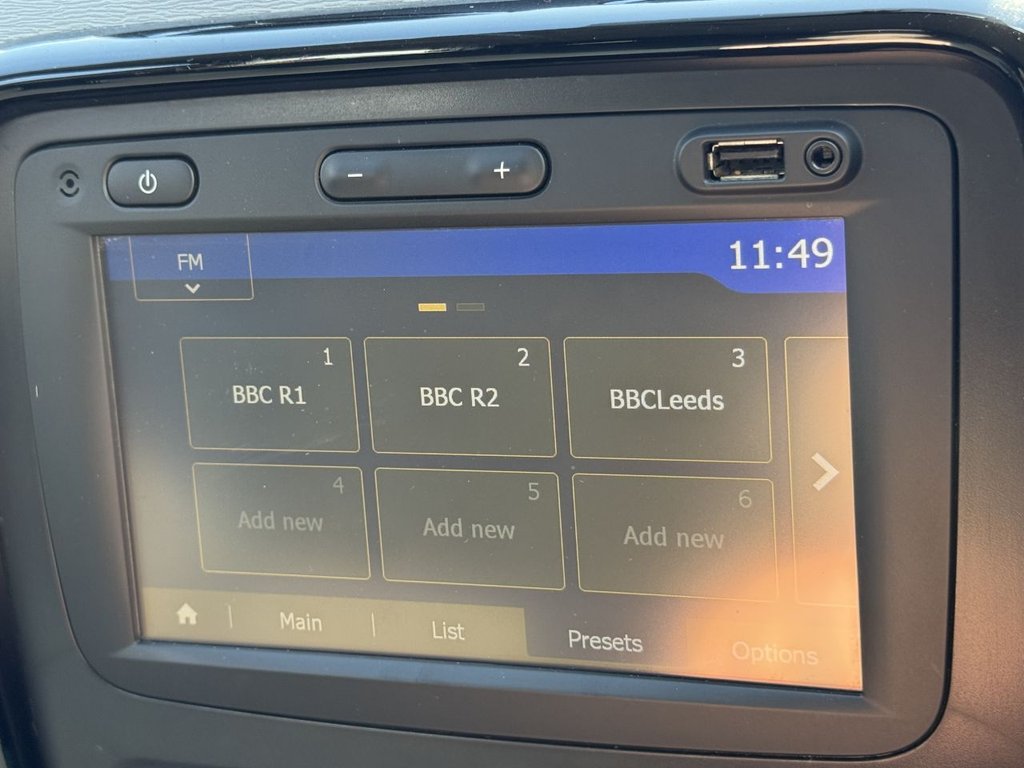 − +
FM
11:49
1
BBC R1
2
BBC R2
3
BBCLeeds
4
Add new
5
Add new
6
Add new
Main | List
Presets
Options